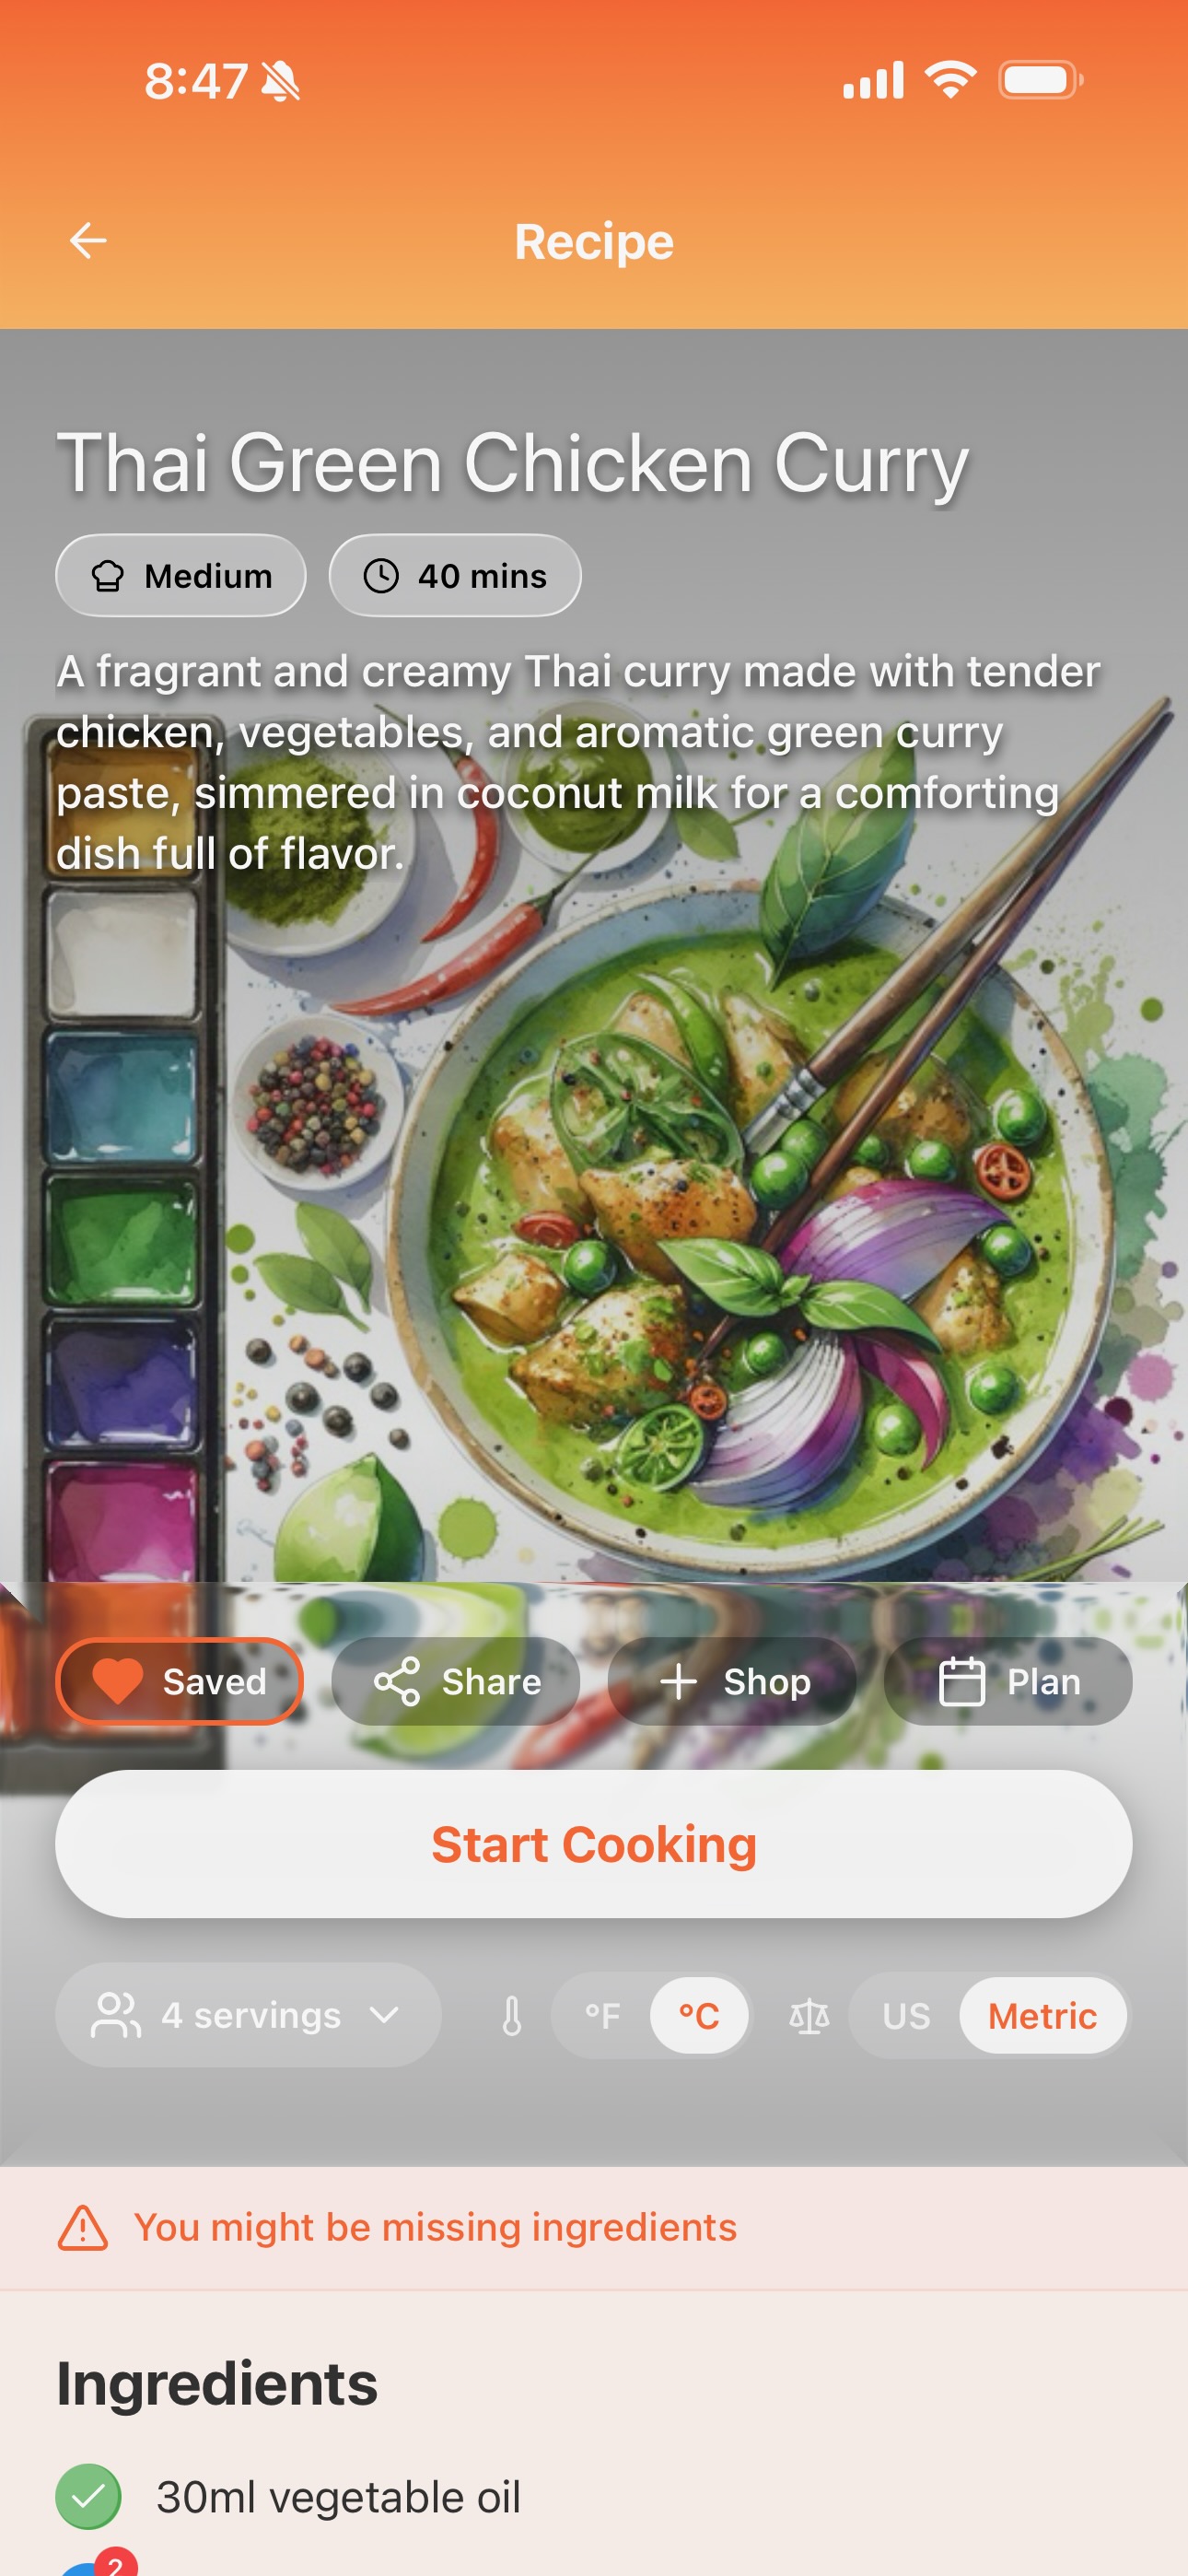 8:47
Recipe
Thai Green Chicken Curry
Medium
40 mins
A fragrant and creamy Thai curry made with tender
chicken, vegetables, and aromatic green curry
paste, simmered in coconut milk for a comforting
dish full of flavor.
Saved
Share
Shop
Plan
Start Cooking
4 servings
°F
°C
US
Metric
You might be missing ingredients
Ingredients
30ml vegetable oil
2